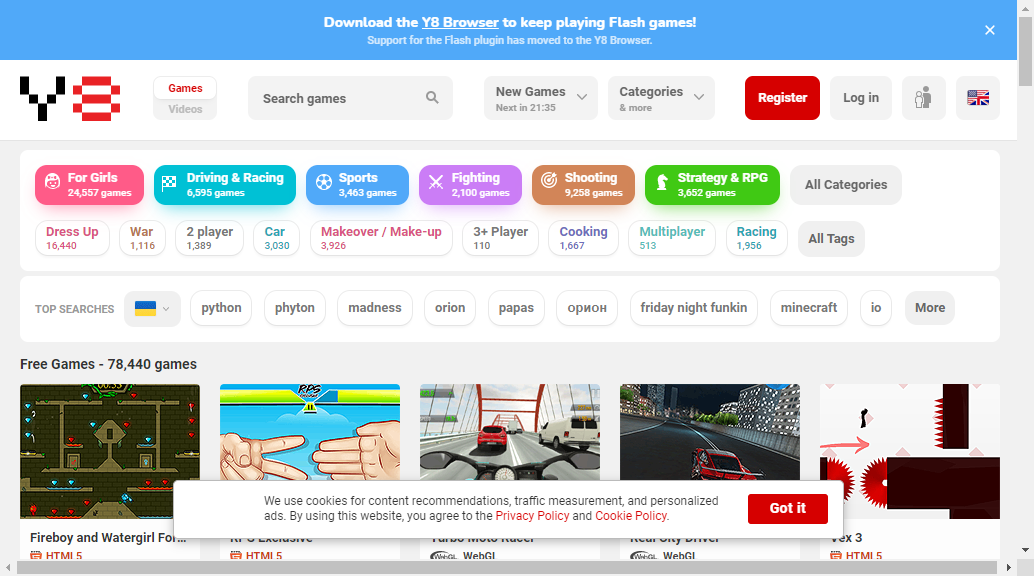 Download the Y8 Browser to keep playing Flash games!
Support for the Flash plugin has moved to the Y8 Browser.
Y8
Games
Videos
Search games
New Games
Next in 21:35
Categories
& more
Register
Log in
For Girls
24,557 games
Driving & Racing
6,595 games
Sports
3,463 games
Fighting
2,100 games
Shooting
9,258 games
Strategy & RPG
3,652 games
All Categories
Dress Up
16,440
War
1,116
2 player
1,389
Car
3,030
Makeover / Make-up
3,926
3+ Player
110
Cooking
1,667
Multiplayer
513
Racing
1,956
All Tags
TOP SEARCHES
python
phyton
madness
orion
papas
орион
friday night funkin
minecraft
io
More
Free Games - 78,440 games
00:33
RPS
We use cookies for content recommendations, traffic measurement, and personalized
ads. By using this website, you agree to the Privacy Policy and Cookie Policy.
Got it
Fireboy and Watergirl For...
HTML5
RPS Exclusive
HTML5
Turbo Moto Racer
WebGL
WebGL
Real City Driver
WebGL
WebGL
Vex 3
HTML5